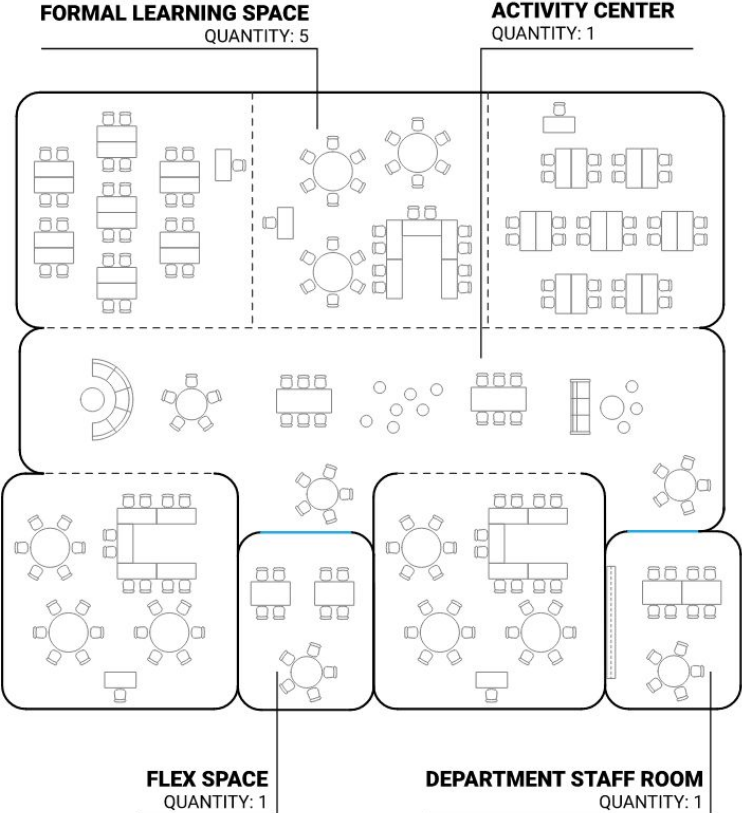 FORMAL LEARNING SPACE
QUANTITY: 5
ACTIVITY CENTER
QUANTITY: 1
FLEX SPACE
QUANTITY: 1
DEPARTMENT STAFF ROOM
QUANTITY: 1